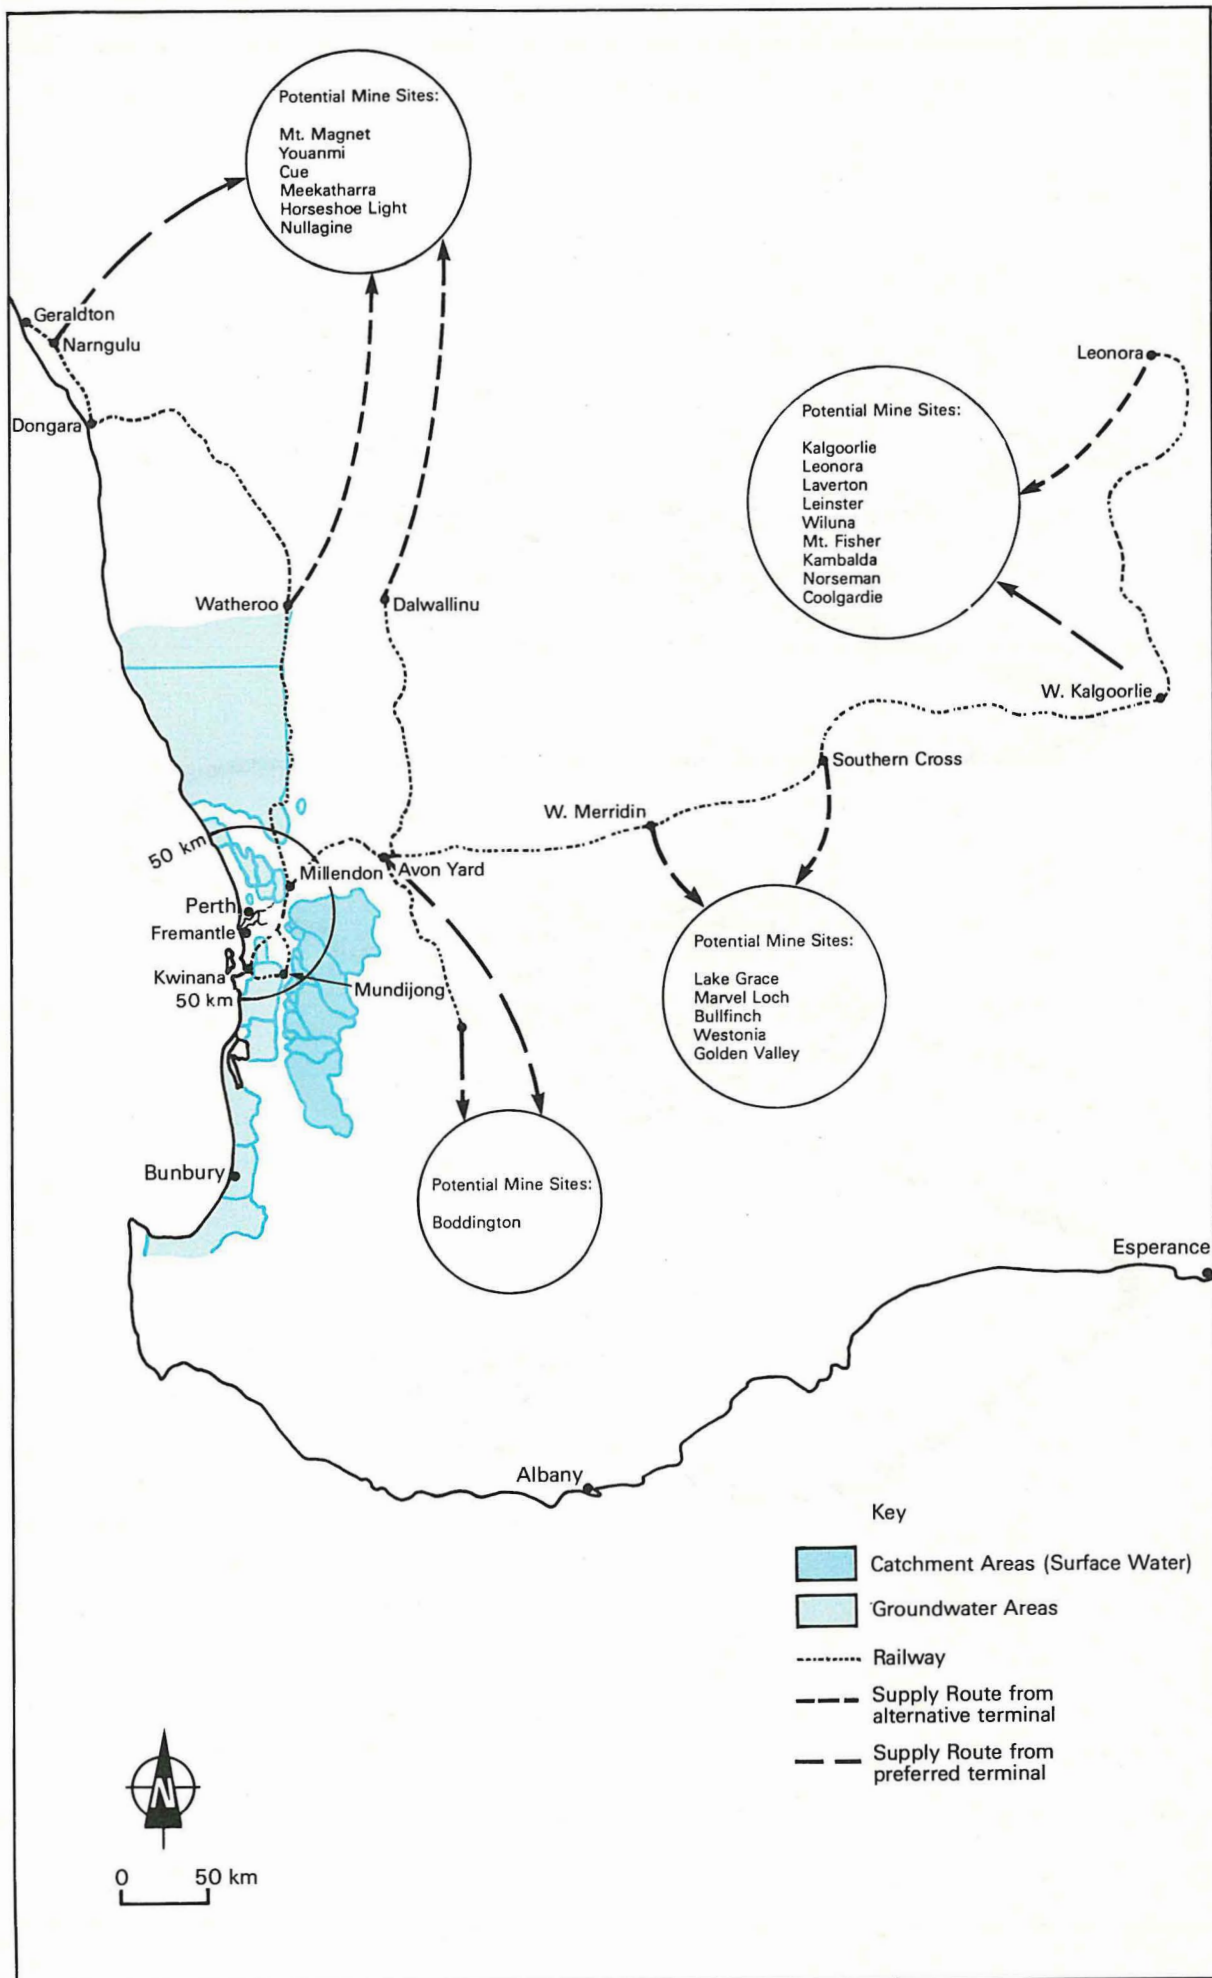 Potential Mine Sites:
Mt. Magnet
Youanmi
Cue
Meekatharra
Horseshoe Light
Nullagine
Geraldton
Narngulu
Dongara
Leonora
Potential Mine Sites:
Kalgoorlie
Leonora
Laverton
Leinster
Wiluna
Mt. Fisher
Kambalda
Norseman
Coolgardie
Watheroo
Dalwallinu
W. Kalgoorlie
Southern Cross
W. Merridin
50 km
Millendon
Avon Yard
Perth
Fremantle
Kwinana
50 km
Mundijong
Potential Mine Sites:
Lake Grace
Marvel Loch
Bullfinch
Westonia
Golden Valley
Bunbury
Potential Mine Sites:
Boddington
Esperance
Albany
Key
Catchment Areas (Surface Water)
Groundwater Areas
Railway
Supply Route from
alternative terminal
Supply Route from
preferred terminal
N
0 50 km